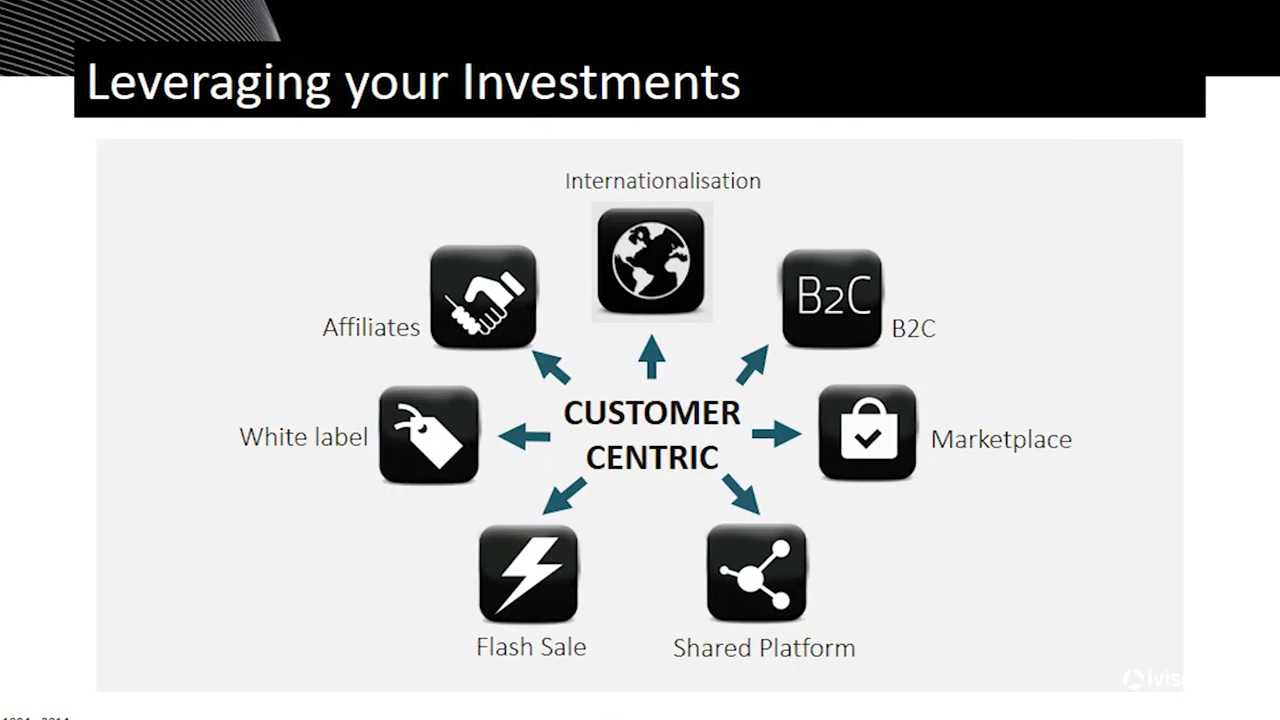 Leveraging your Investments
Internationalisation
B2C
Affiliates
B2C
CUSTOMER
CENTRIC
White label
Marketplace
Flash Sale
Shared Platform